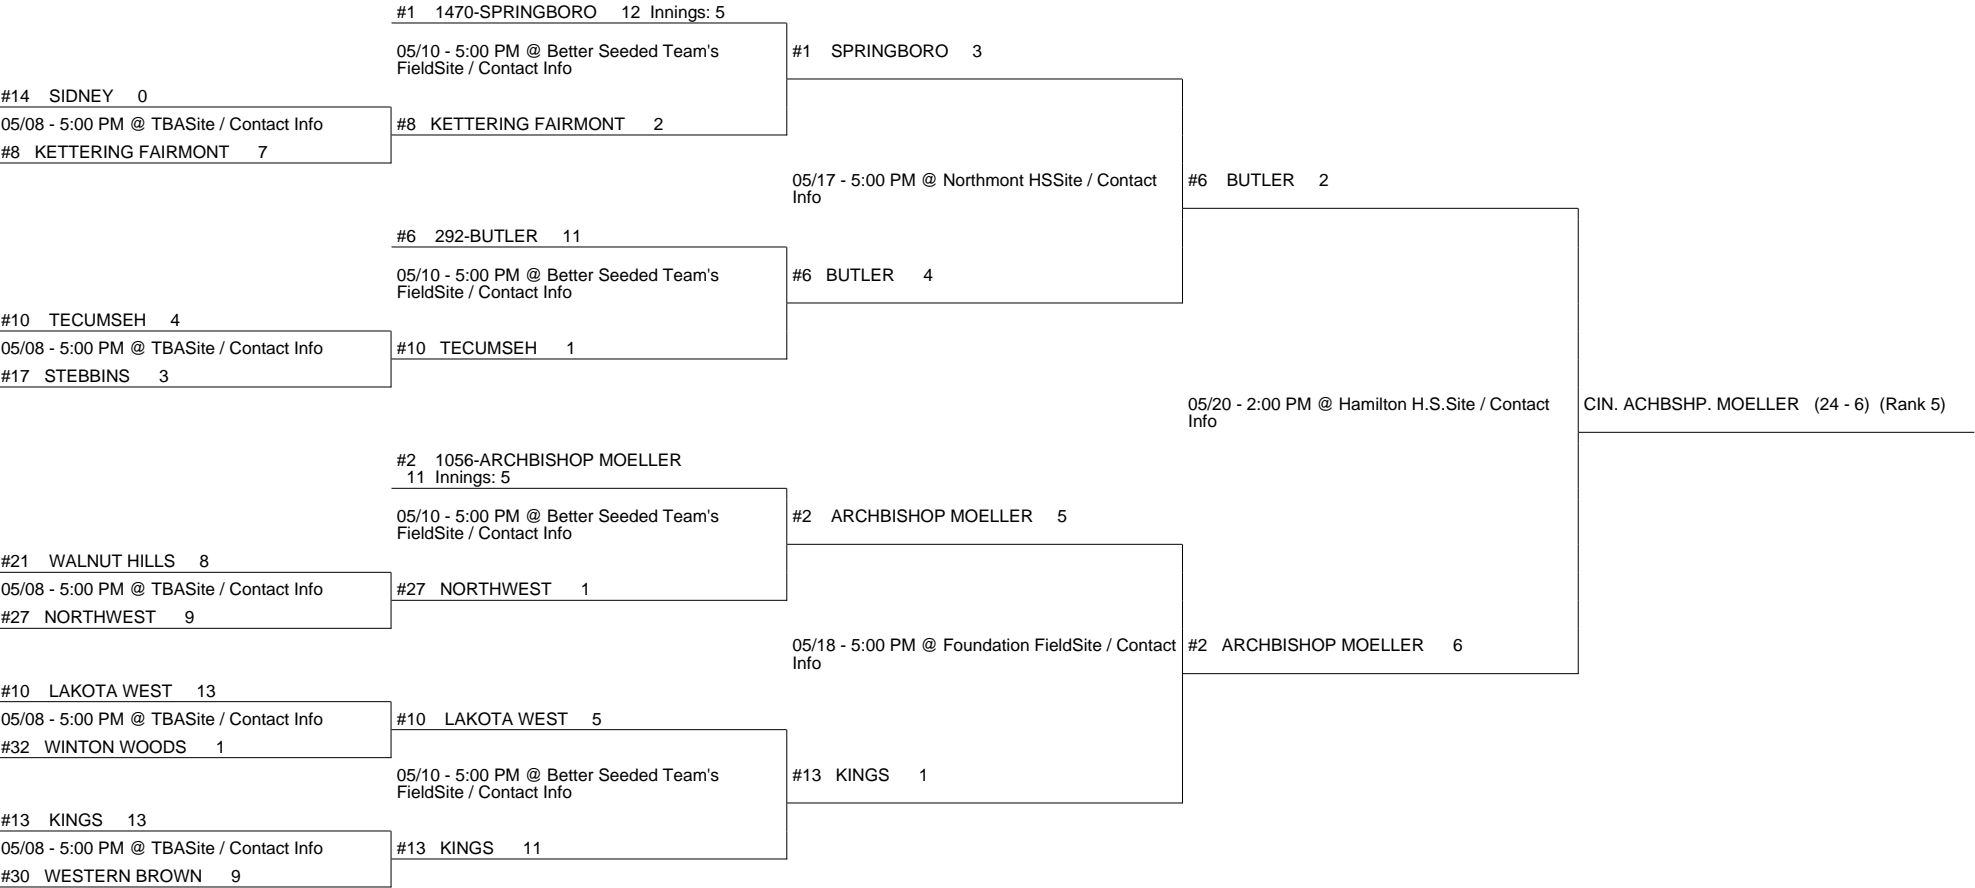 #1 1470-SPRINGBORO 12 Innings: 5
05/10 - 5:00 PM @ Better Seeded Team's
FieldSite / Contact Info
#1 SPRINGBORO 3
#14 SIDNEY 0
05/08 - 5:00 PM @ TBASite / Contact Info
#8 KETTERING FAIRMONT 7
#8 KETTERING FAIRMONT 2
05/17 - 5:00 PM @ Northmont HSSite / Contact
Info
#6 BUTLER 2
#6 292-BUTLER 11
05/10 - 5:00 PM @ Better Seeded Team's
FieldSite / Contact Info
#6 BUTLER 4
#10 TECUMSEH 4
05/08 - 5:00 PM @ TBASite / Contact Info
#17 STEBBINS 3
#10 TECUMSEH 1
05/20 - 2:00 PM @ Hamilton H.S.Site / Contact
Info
CIN. ACHBSHP. MOELLER (24 - 6) (Rank 5)
#2 1056-ARCHBISHOP MOELLER
11 Innings: 5
05/10 - 5:00 PM @ Better Seeded Team's
FieldSite / Contact Info
#2 ARCHBISHOP MOELLER 5
#21 WALNUT HILLS 8
05/08 - 5:00 PM @ TBASite / Contact Info
#27 NORTHWEST 9
#27 NORTHWEST 1
05/18 - 5:00 PM @ Foundation FieldSite / Contact
Info
#2 ARCHBISHOP MOELLER 6
#10 LAKOTA WEST 13
05/08 - 5:00 PM @ TBASite / Contact Info
#32 WINTON WOODS 1
#10 LAKOTA WEST 5
05/10 - 5:00 PM @ Better Seeded Team's
FieldSite / Contact Info
#13 KINGS 1
#13 KINGS 13
05/08 - 5:00 PM @ TBASite / Contact Info
#30 WESTERN BROWN 9
#13 KINGS 11